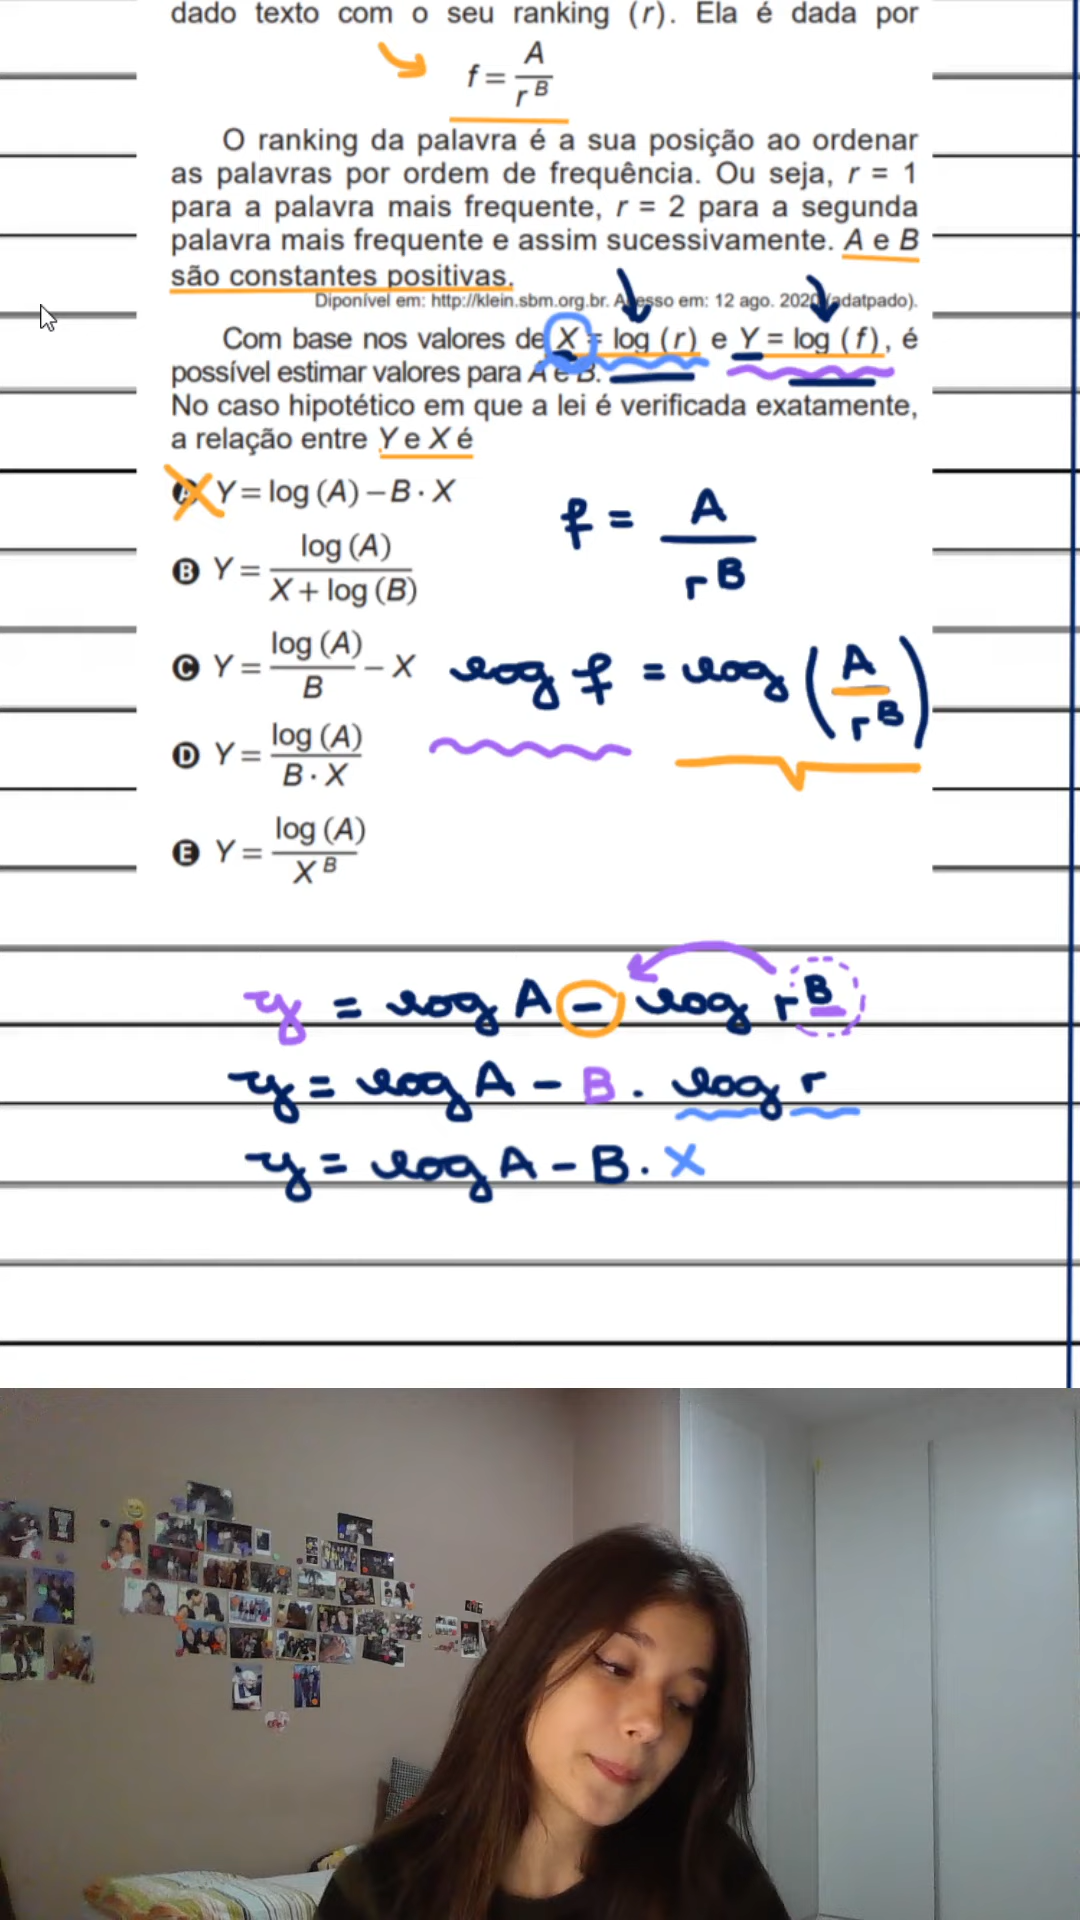 dado texto com o seu ranking (r). Ela é dada por
f = A / r^B
O ranking da palavra é a sua posição ao ordenar
as palavras por ordem de frequência. Ou seja, r = 1
para a palavra mais frequente, r = 2 para a segunda
palavra mais frequente e assim sucessivamente. A e B
são constantes positivas.
Diponível em: http://klein.sbm.org.br. Acesso em: 12 ago. 2020 (adatpado).
Com base nos valores de X = log (r) e Y = log (f), é
possível estimar valores para A e B.
No caso hipotético em que a lei é verificada exatamente,
a relação entre Y e X é
A Y = log (A) – B · X
B Y = log (A) / X + log (B)
C Y = log (A) / B – X
D Y = log (A) / B · X
E Y = log (A) / X^B
f = A / r^B
log f = log (A / r^B)
y = log A – log r^B
y = log A – B . log r
y = log A – B . X